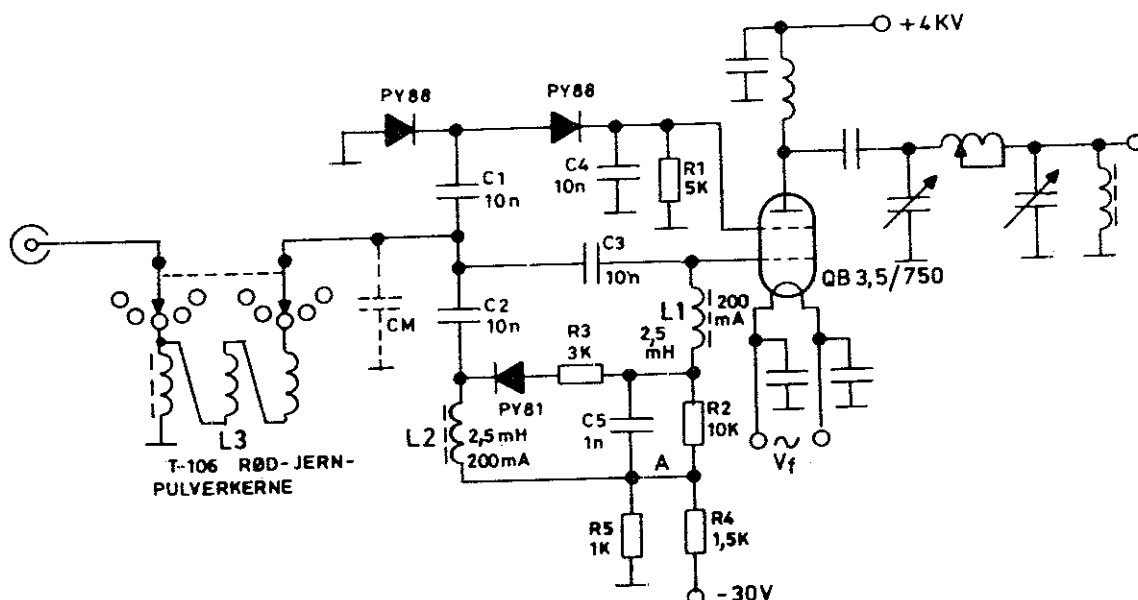 +4KV
PY88
PY88
C1
10n
C4
10n
R1
5K
C3
10n
QB 3,5/750
CM
C2
10n
L1
200
mA
2,5
mH
R3
3K
PY81
L2
2,5mH
200mA
C5
1n
R2
10K
A
Vf
L3
T-106 RØD-JERN-
PULVERKERNE
R5
1K
R4
1,5K
-30V